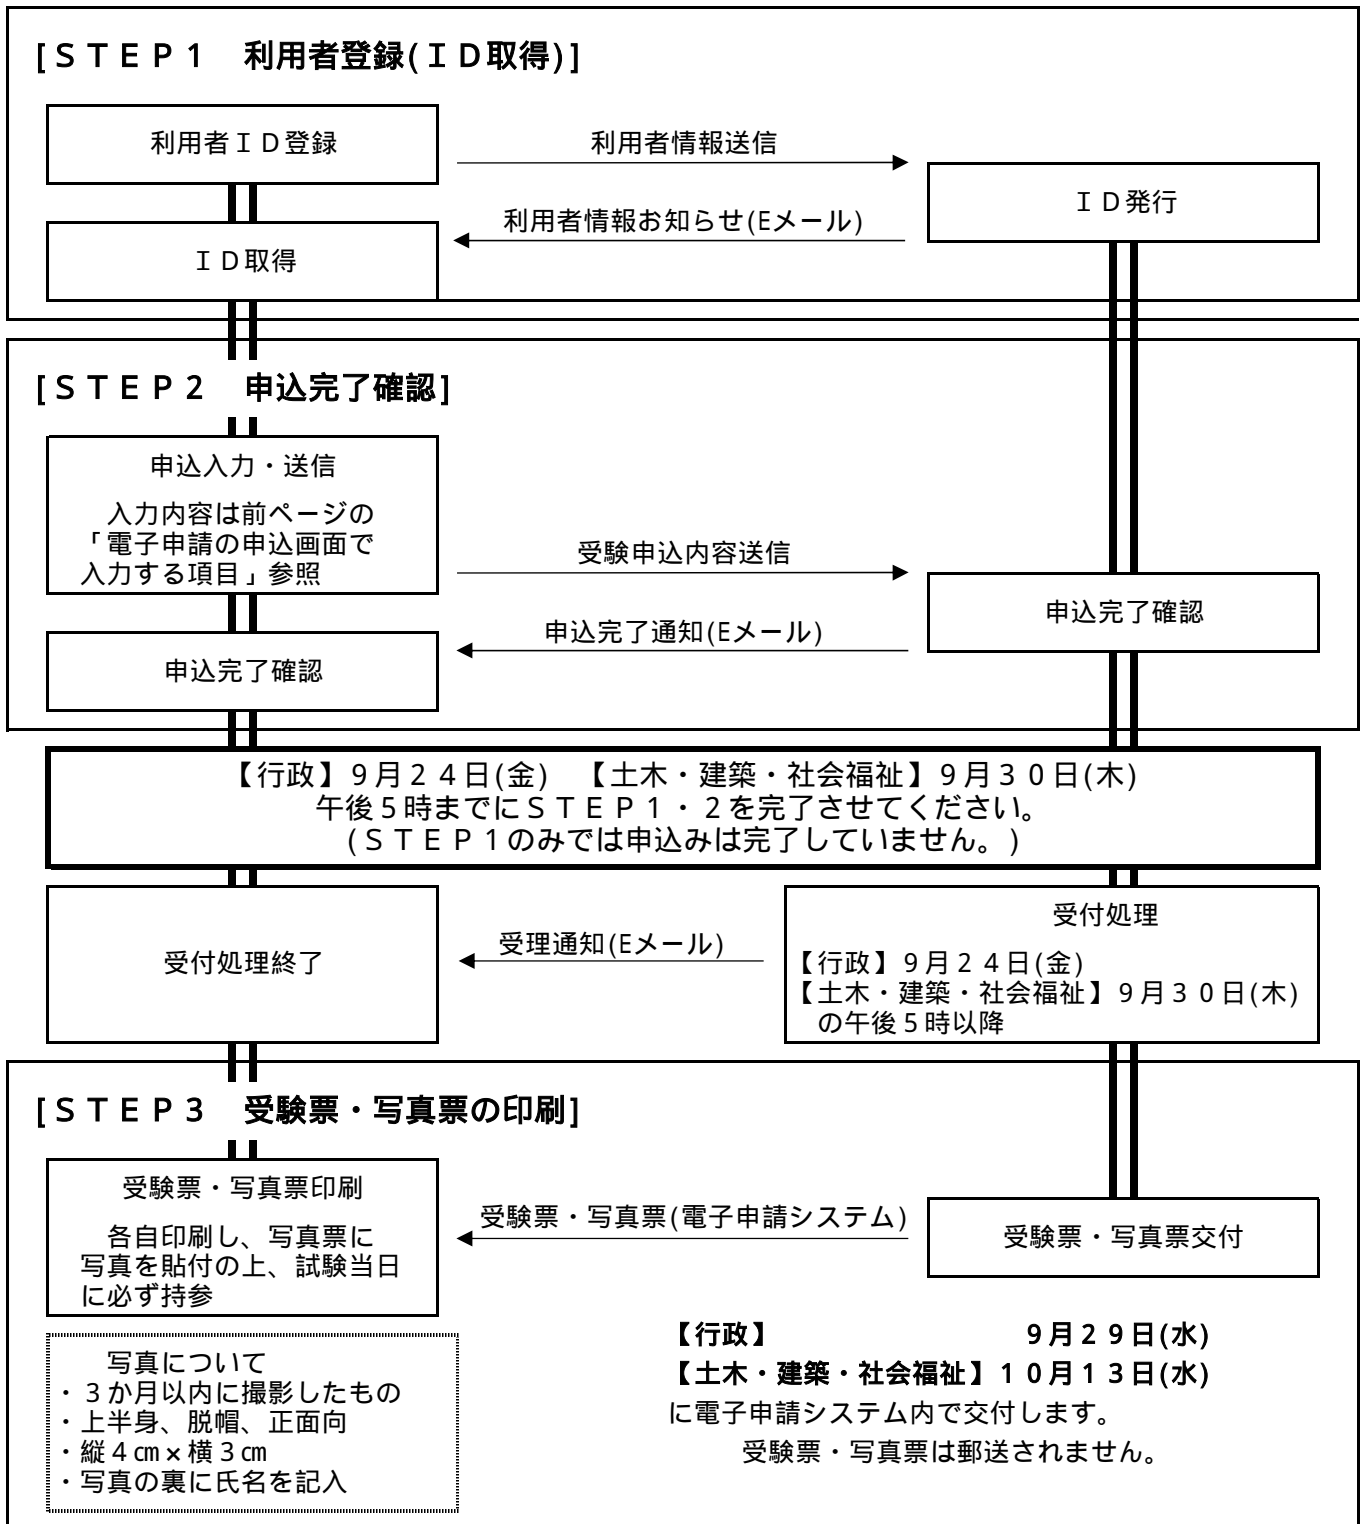 [ＳＴＥＰ１　利用者登録(ＩＤ取得)]
利用者ＩＤ登録
利用者情報送信
ＩＤ発行
利用者情報お知らせ(Eメール)
ＩＤ取得
[ＳＴＥＰ２　申込完了確認]
申込入力・送信
入力内容は前ページの
「電子申請の申込画面で
入力する項目」参照
受験申込内容送信
申込完了確認
申込完了通知(Eメール)
申込完了確認
【行政】９月２４日(金)　【土木・建築・社会福祉】９月３０日(木)
午後５時までにＳＴＥＰ１・２を完了させてください。
(ＳＴＥＰ１のみでは申込みは完了していません。)
受付処理
受理通知(Eメール)
受付処理終了
【行政】９月２４日(金)
【土木・建築・社会福祉】９月３０日(木)
の午後５時以降
[ＳＴＥＰ３　受験票・写真票の印刷]
受験票・写真票印刷
各自印刷し、写真票に
写真を貼付の上、試験当日
に必ず持参
受験票・写真票(電子申請システム)
受験票・写真票交付
【行政】　９月２９日(水)
【土木・建築・社会福祉】１０月１３日(水)
に電子申請システム内で交付します。
受験票・写真票は郵送されません。
写真について
・３か月以内に撮影したもの
・上半身、脱帽、正面向
・縦４㎝×横３㎝
・写真の裏に氏名を記入